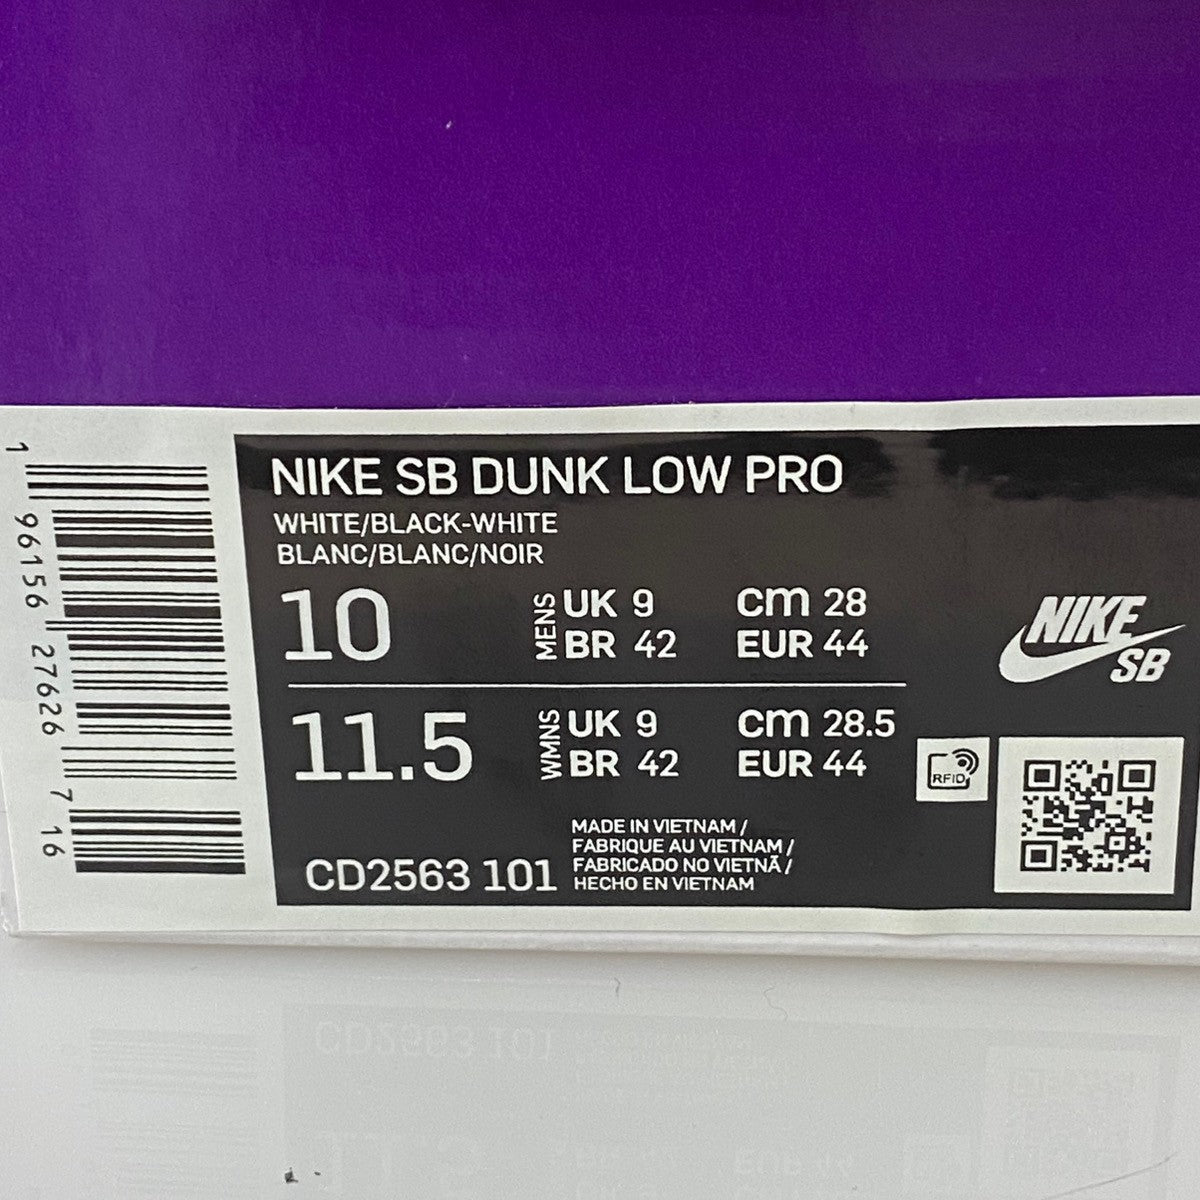 NIKE SB DUNK LOW PRO
WHITE/BLACK-WHITE
BLANC/BLANC/NOIR
10 MENS UK 9 cm 28
BR 42 EUR 44
11.5 WMNS UK 9 cm 28.5
BR 42 EUR 44
NIKE
SB
RFID
MADE IN VIETNAM /
FABRIQUE AU VIETNAM /
FABRICADO NO VIETNÃ /
HECHO EN VIETNAM
CD2563 101
1 96156 27626 7 16
CD2563 101